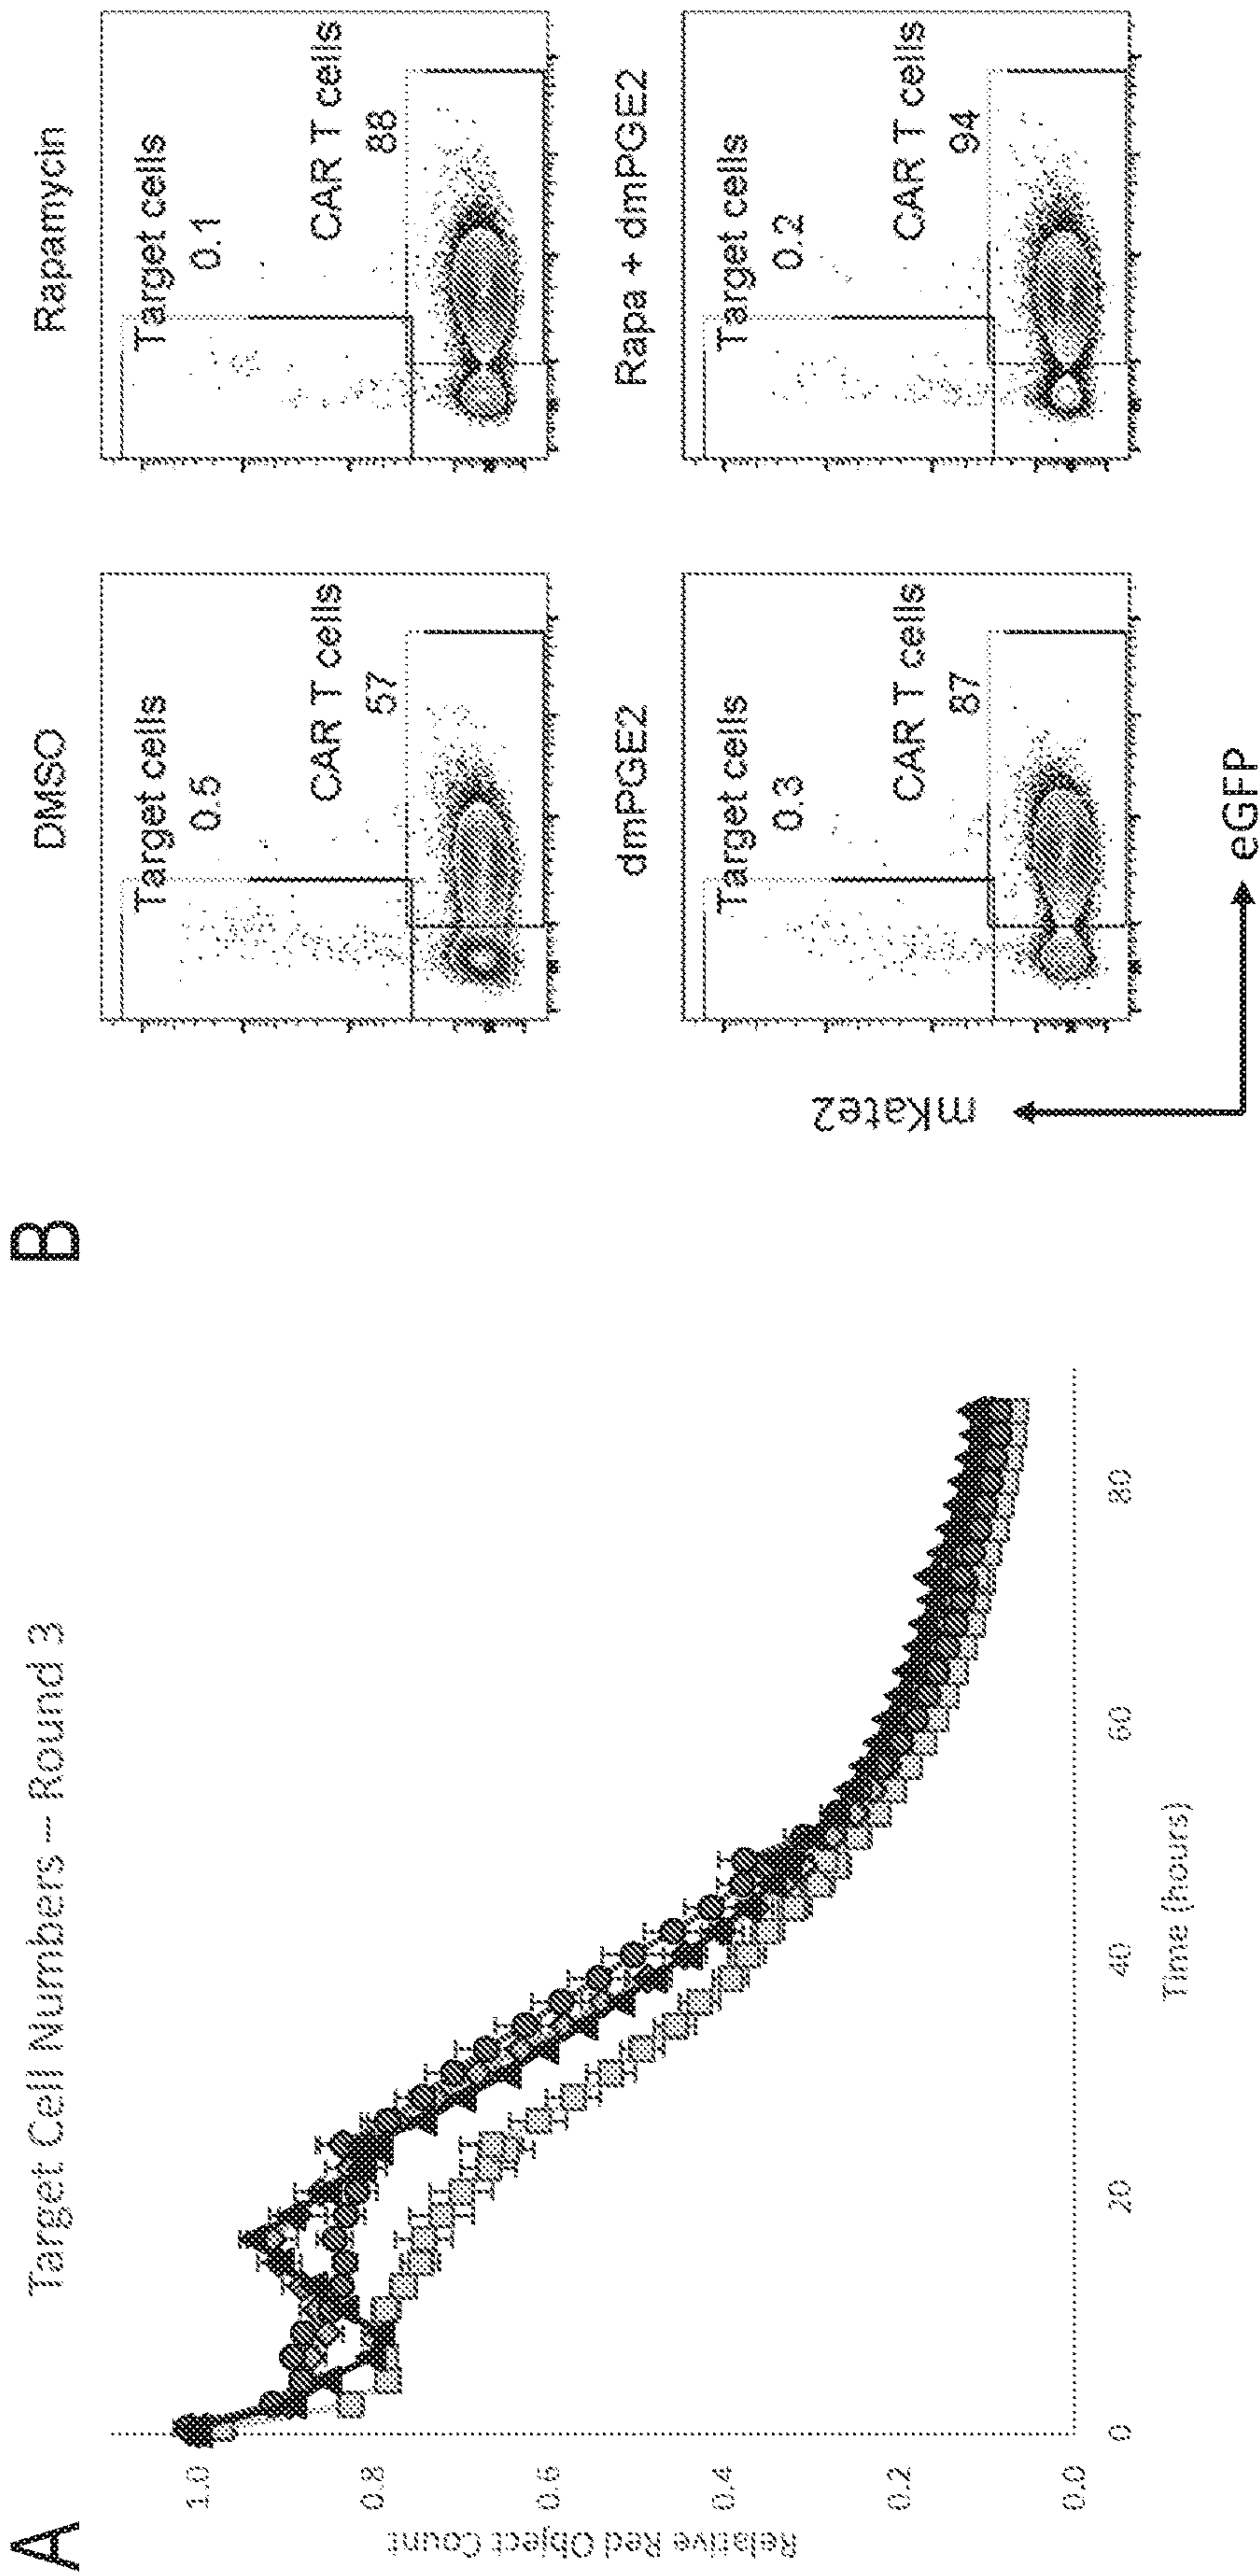 A
Target Cell Numbers – Round 3
Relative Red Object Count
1.0
0.8
0.6
0.4
0.2
0.0
0
20
40
60
80
Time (hours)
B
DMSO
Target cells
0.5
CAR T cells
57
Rapamycin
Target cells
0.1
CAR T cells
88
dmPGE2
Target cells
0.3
CAR T cells
87
Rapa + dmPGE2
Target cells
0.2
CAR T cells
94
mKate2
eGFP